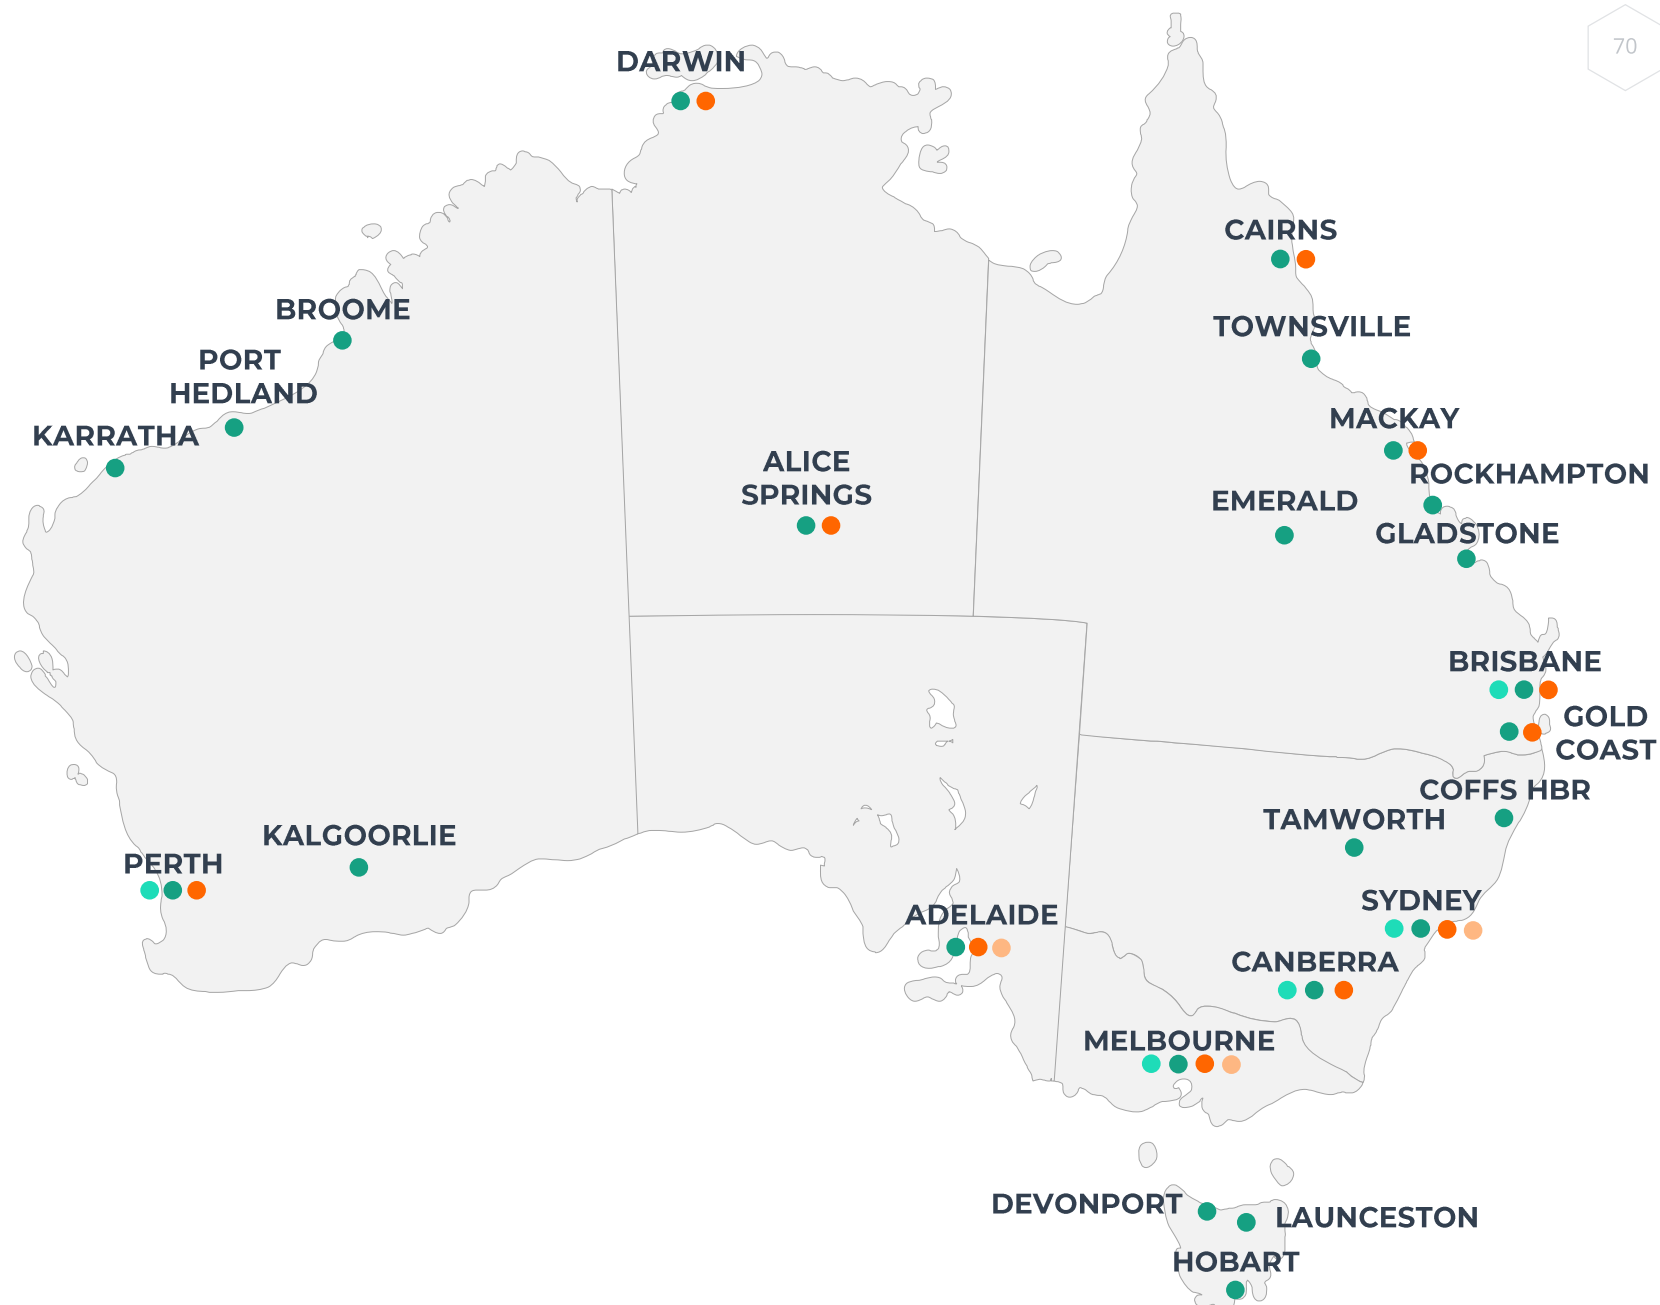 70
DARWIN
CAIRNS
BROOME
TOWNSVILLE
PORT
HEDLAND
KARRATHA
MACKAY
ALICE
SPRINGS
ROCKHAMPTON
EMERALD
GLADSTONE
BRISBANE
GOLD
COAST
COFFS HBR
TAMWORTH
KALGOORLIE
PERTH
SYDNEY
ADELAIDE
CANBERRA
MELBOURNE
DEVONPORT
LAUNCESTON
HOBART